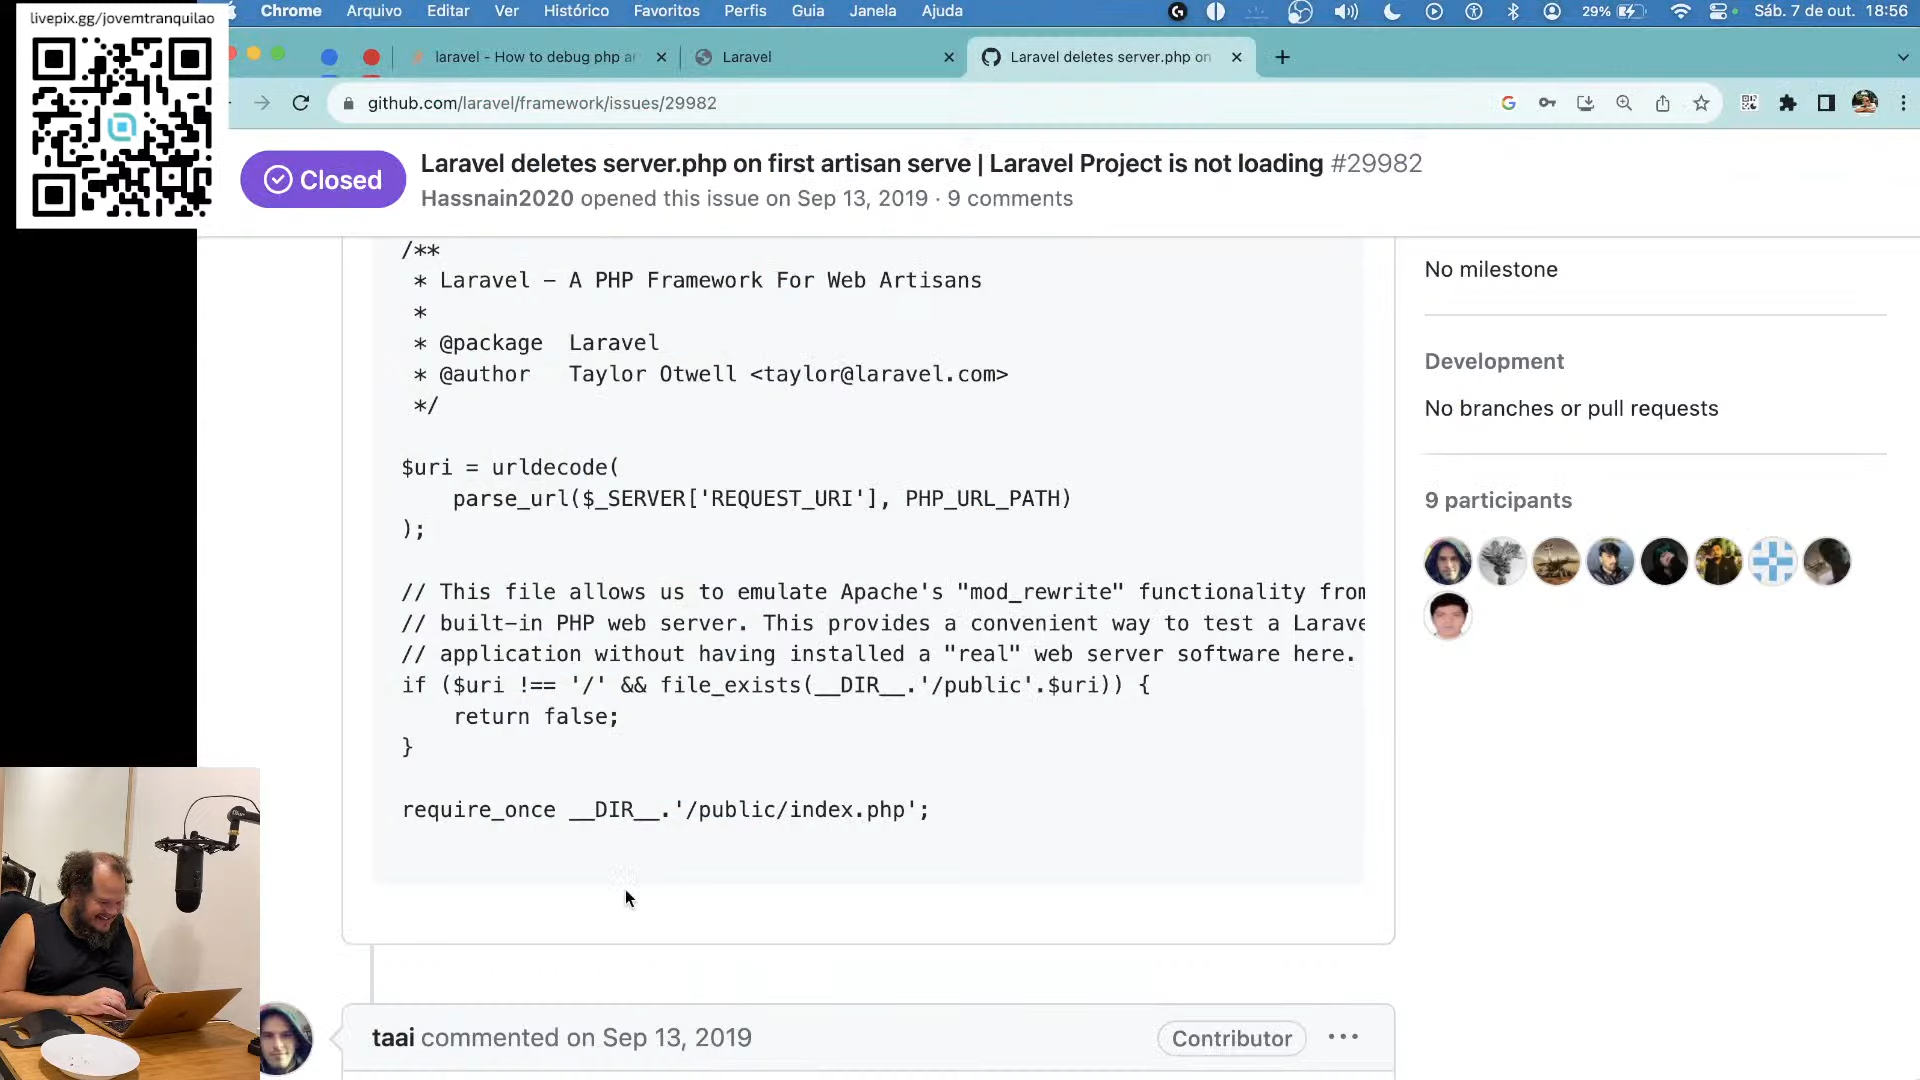 livepix.gg/jovemtranquilao
Chrome Arquivo Editar Ver Histórico Favoritos Perfis Guia Janela Ajuda
29% Sáb. 7 de out. 18:56
laravel - How to debug php ar
Laravel
Laravel deletes server.php on
github.com/laravel/framework/issues/29982
Closed
Laravel deletes server.php on first artisan serve | Laravel Project is not loading #29982
Hassnain2020 opened this issue on Sep 13, 2019 · 9 comments
/**
* Laravel - A PHP Framework For Web Artisans
*
* @package  Laravel
* @author   Taylor Otwell <taylor@laravel.com>
*/
$uri = urldecode(
parse_url($_SERVER['REQUEST_URI'], PHP_URL_PATH)
);
// This file allows us to emulate Apache's "mod_rewrite" functionality from
// built-in PHP web server. This provides a convenient way to test a Larave
// application without having installed a "real" web server software here.
if ($uri !== '/' && file_exists(__DIR__.'/public'.$uri)) {
return false;
}
require_once __DIR__.'/public/index.php';
No milestone
Development
No branches or pull requests
9 participants
taai commented on Sep 13, 2019
Contributor